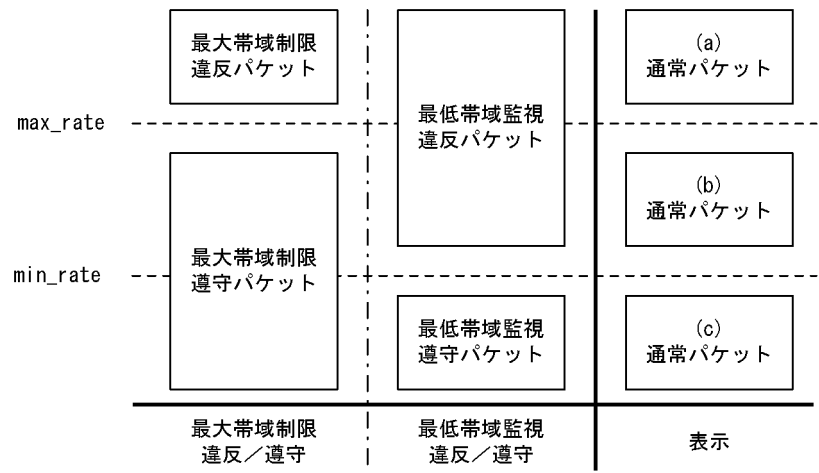 最大帯域制限
違反パケット
最低帯域監視
違反パケット
(a)
通常パケット
max_rate
(b)
通常パケット
最大帯域制限
遵守パケット
min_rate
最低帯域監視
遵守パケット
(c)
通常パケット
最大帯域制限
違反／遵守
最低帯域監視
違反／遵守
表示